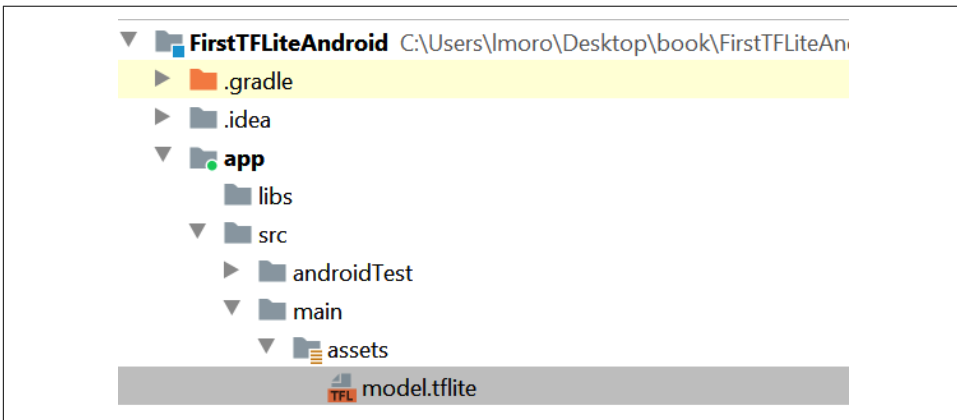 FirstTFLiteAndroid C:\Users\lmoro\Desktop\book\FirstTFLiteAn
.gradle
.idea
app
libs
src
androidTest
main
assets
TFL model.tflite